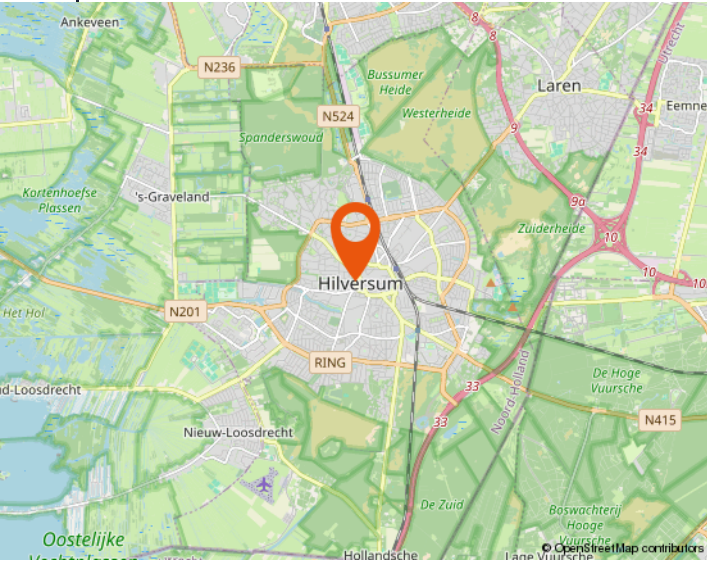 Ankeveen
8
8
Utrecht
N236
Bussumer
Heide
Laren
Eemne
Westerheide
34
N524
9
34
Spanderswoud
Kortenhoefse
Plassen
's-Graveland
9a
Zuiderheide
10
10
10
Hilversum
Het Hol
N201
RING
De Hoge
Vuursche
d-Loosdrecht
33
Noord-Holland
33
N415
Nieuw-Loosdrecht
De Zuid
Boswachterij
Hooge
Vuursche
Oostelijke
Vechtplassen
Hollandsche
Lage Vuursche
© OpenStreetMap contributors